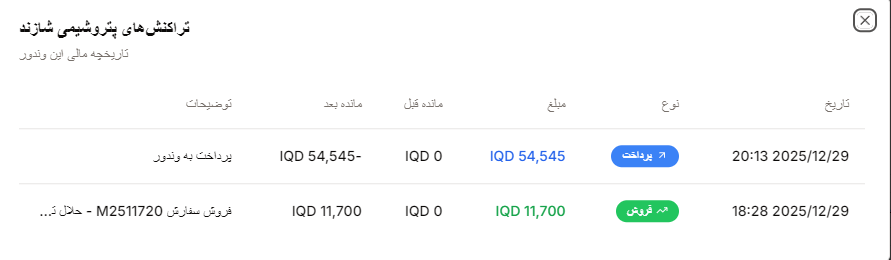 تراکنش‌های پتروشیمی شازند
تاریخچه مالی این وندور
تاریخ نوع مبلغ مانده قبل مانده بعد توضیحات
2025/12/29 20:13 پرداخت IQD 54,545 IQD 0 IQD 54,545- پرداخت به وندور
2025/12/29 18:28 فروش IQD 11,700 IQD 0 IQD 11,700 فروش سفارش M2511720 - حلال ت...